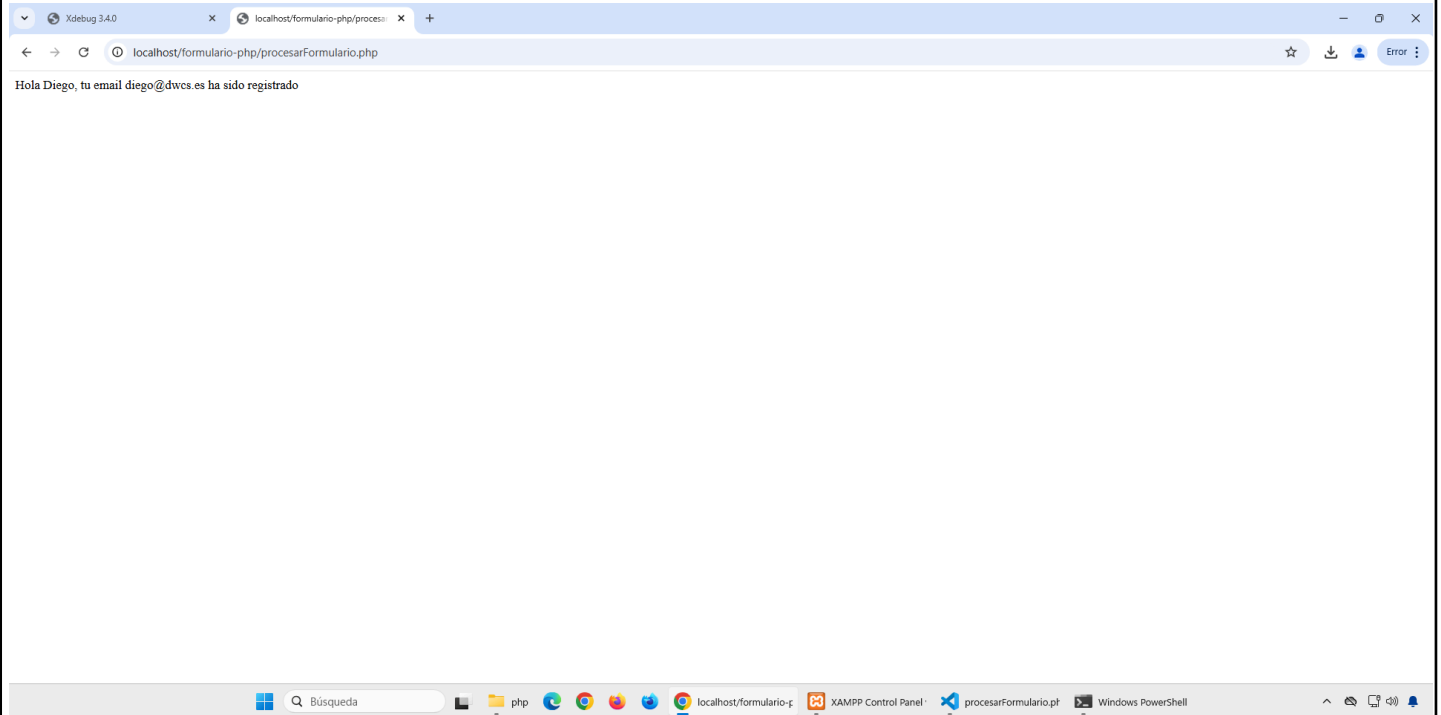 Xdebug 3.4.0
localhost/formulario-php/procesa
localhost/formulario-php/procesarFormulario.php
Error
Hola Diego, tu email diego@dwcs.es ha sido registrado
Búsqueda
php
localhost/formulario-p
XAMPP Control Panel
procesarFormulario.ph
Windows PowerShell